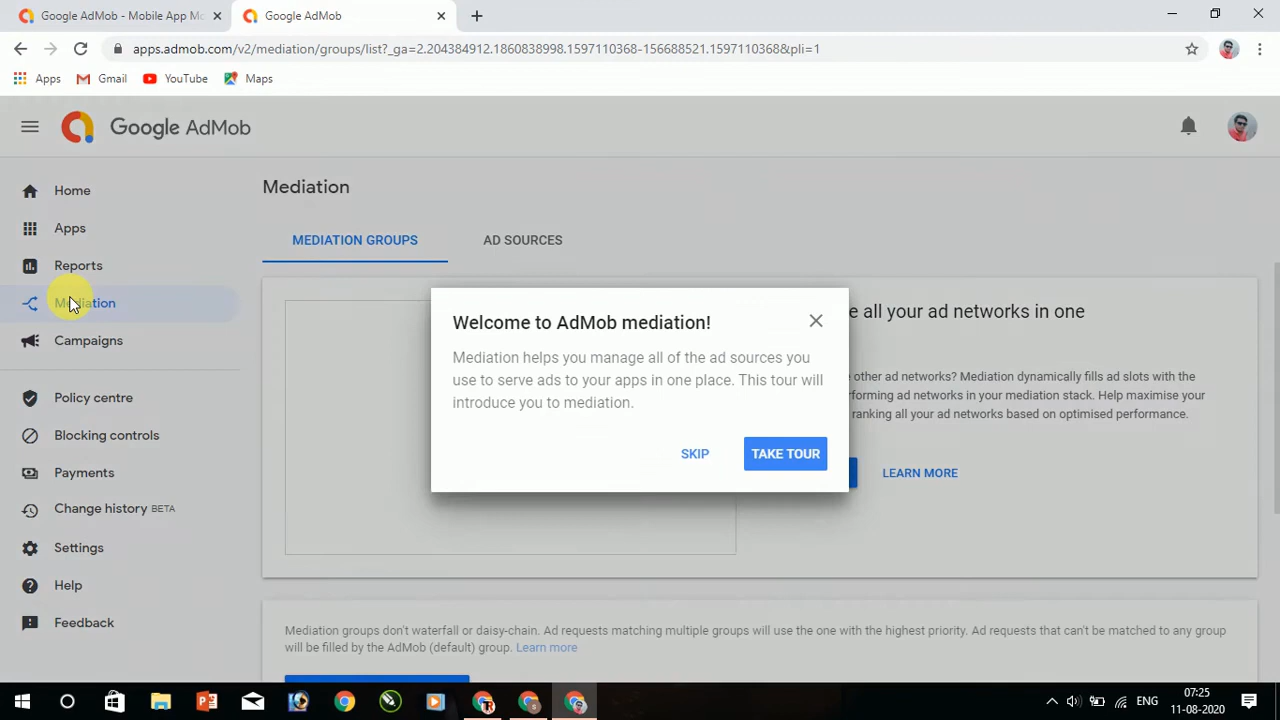 Google AdMob - Mobile App Mo
Google AdMob
apps.admob.com/v2/mediation/groups/list?_ga=2.204384912.1860838998.1597110368-156688521.1597110368&pli=1
Apps
Gmail
YouTube
Maps
Google AdMob
Home
Apps
Reports
Mediation
Campaigns
Policy centre
Blocking controls
Payments
Change history BETA
Settings
Help
Feedback
Mediation
MEDIATION GROUPS
AD SOURCES
e all your ad networks in one
other ad networks? Mediation dynamically fills ad slots with the
forming ad networks in your mediation stack. Help maximise your
ranking all your ad networks based on optimised performance.
LEARN MORE
Welcome to AdMob mediation!
Mediation helps you manage all of the ad sources you
use to serve ads to your apps in one place. This tour will
introduce you to mediation.
SKIP
TAKE TOUR
Mediation groups don't waterfall or daisy-chain. Ad requests matching multiple groups will use the one with the highest priority. Ad requests that can't be matched to any group
will be filled by the AdMob (default) group. Learn more
ENG
07:25
11-08-2020